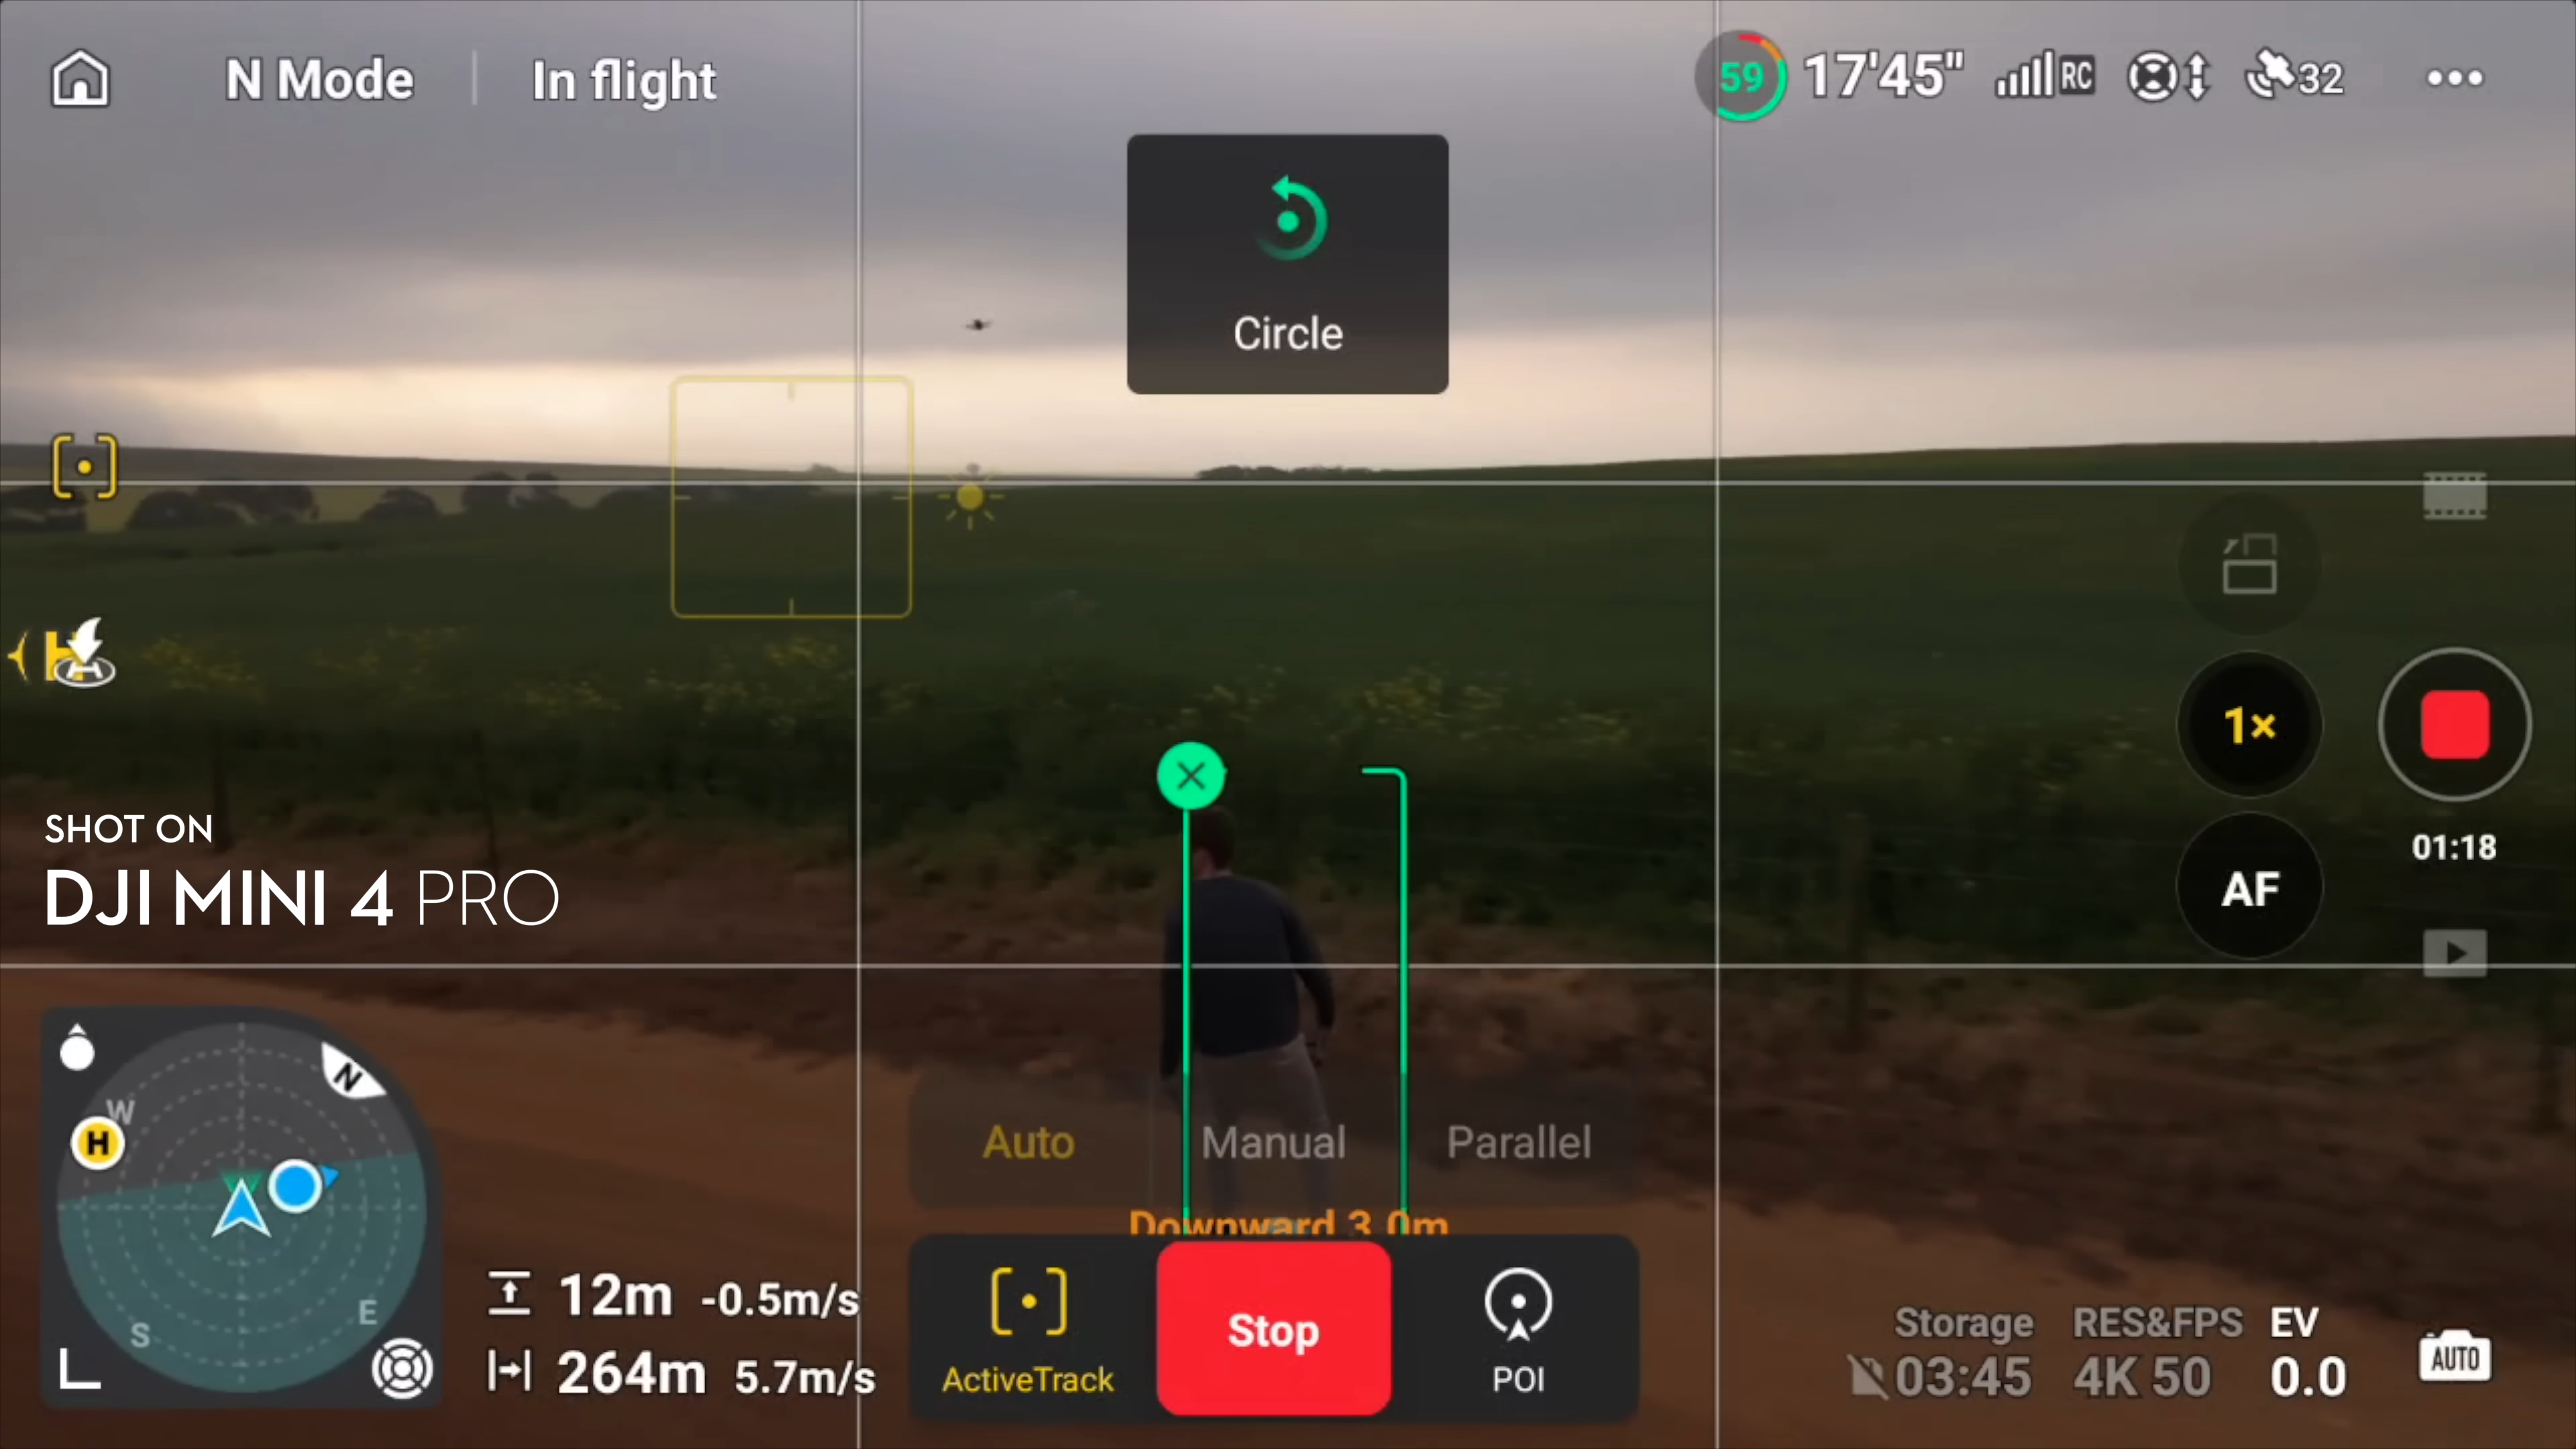 N Mode | In flight
59 17'45" RC 32
Circle
H
1×
01:18
AF
SHOT ON
DJI MINI 4 PRO
N
W
H
E
S
Auto Manual Parallel
Downward 3.0m
12m -0.5m/s
264m 5.7m/s
ActiveTrack
Stop
POI
Storage RES&FPS EV
03:45 4K 50 0.0
AUTO